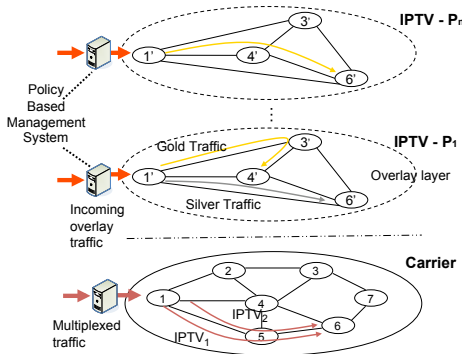 IPTV - Pn
3'
1'
4'
6'
Policy
Based
Management
System
⋮
IPTV - P1
Gold Traffic
3'
1'
4'
Overlay layer
6'
Silver Traffic
Incoming
overlay
traffic
Carrier
2
3
1
4
7
IPTV2
6
5
IPTV1
Multiplexed
traffic